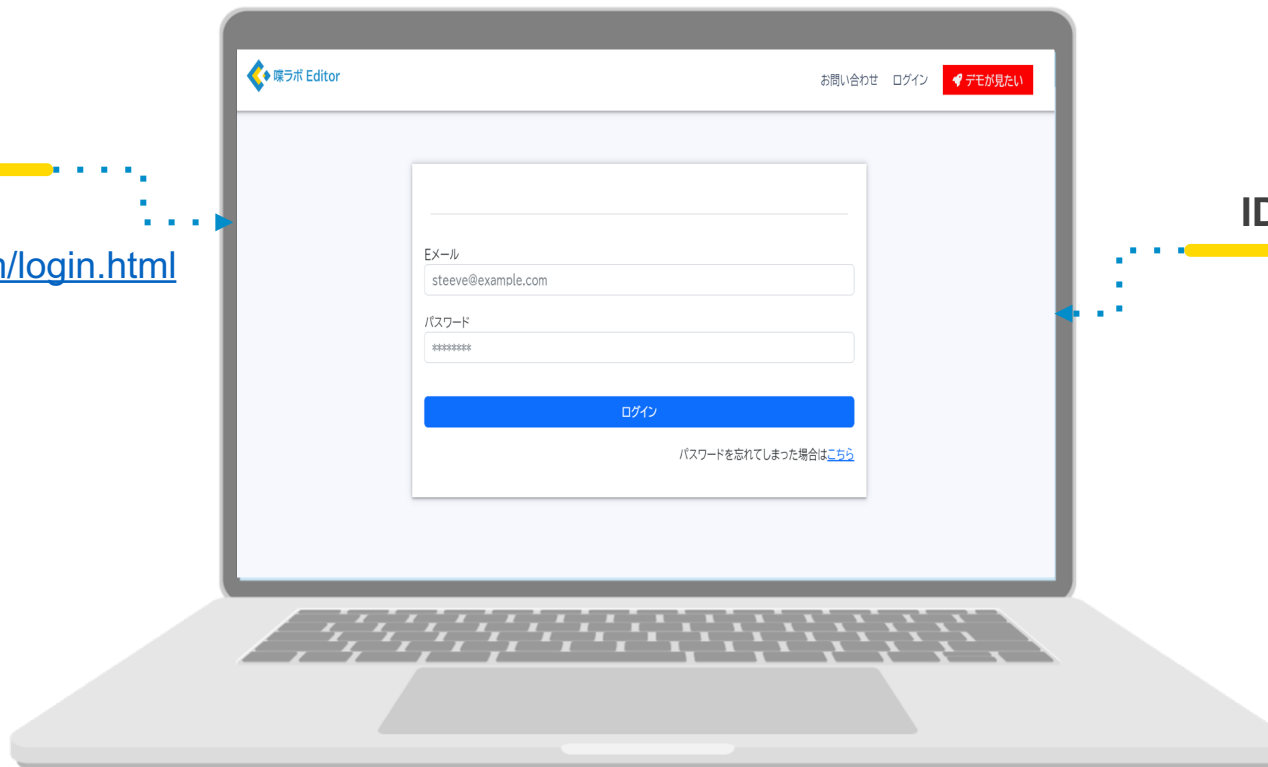 喋ラボ Editor
お問い合わせ ログイン デモが見たい
ID
/login.html
Eメール
steeve@example.com
パスワード
********
ログイン
パスワードを忘れてしまった場合はこちら